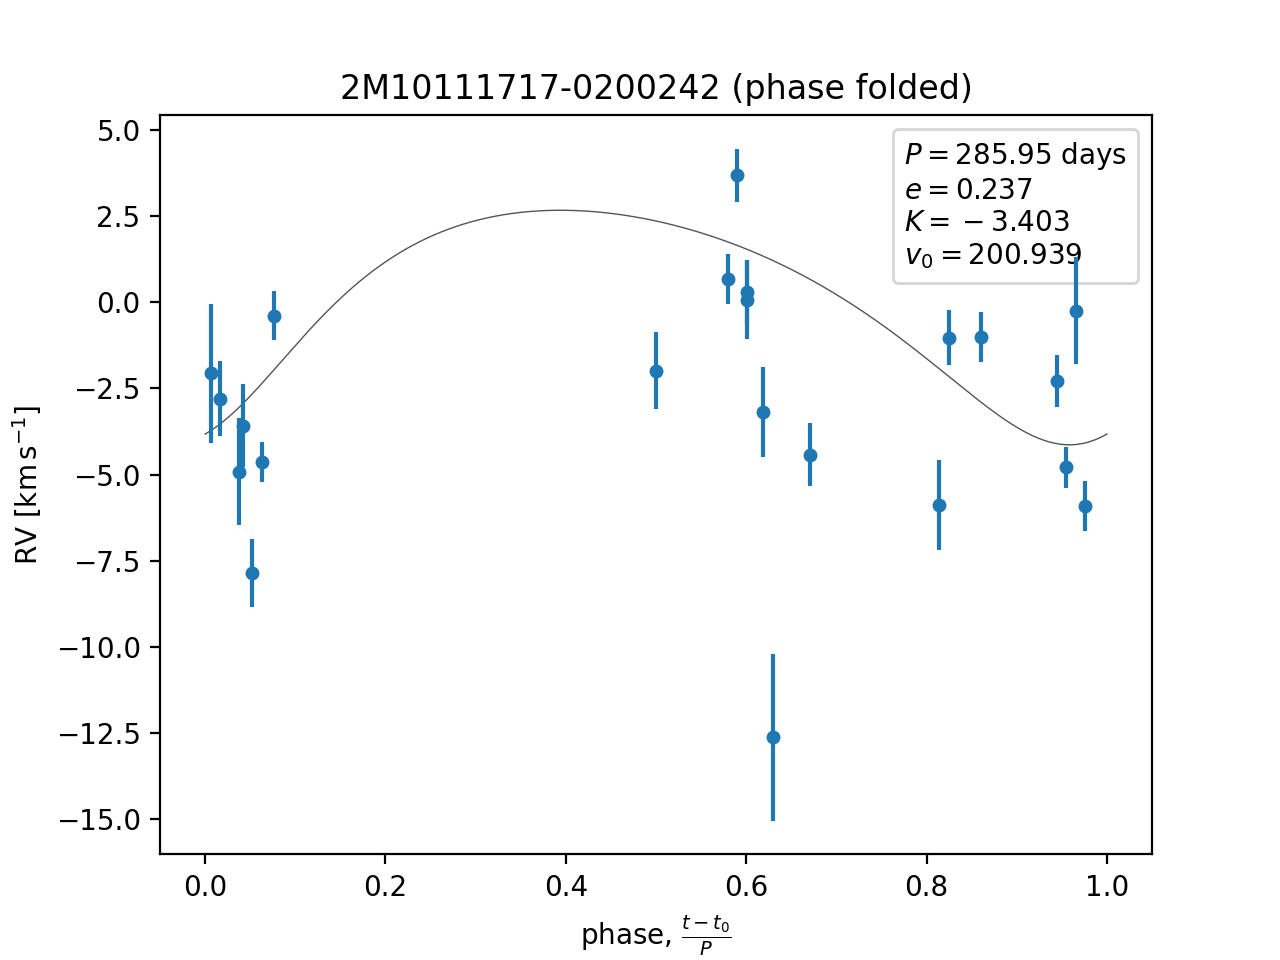 2M10111717-0200242 (phase folded)
P = 285.95 days
e = 0.237
K = −3.403
v₀ = 200.939
5.0
2.5
0.0
−2.5
−5.0
−7.5
−10.0
−12.5
−15.0
RV [km s⁻¹]
0.0 0.2 0.4 0.6 0.8 1.0
phase, (t − t₀)/P